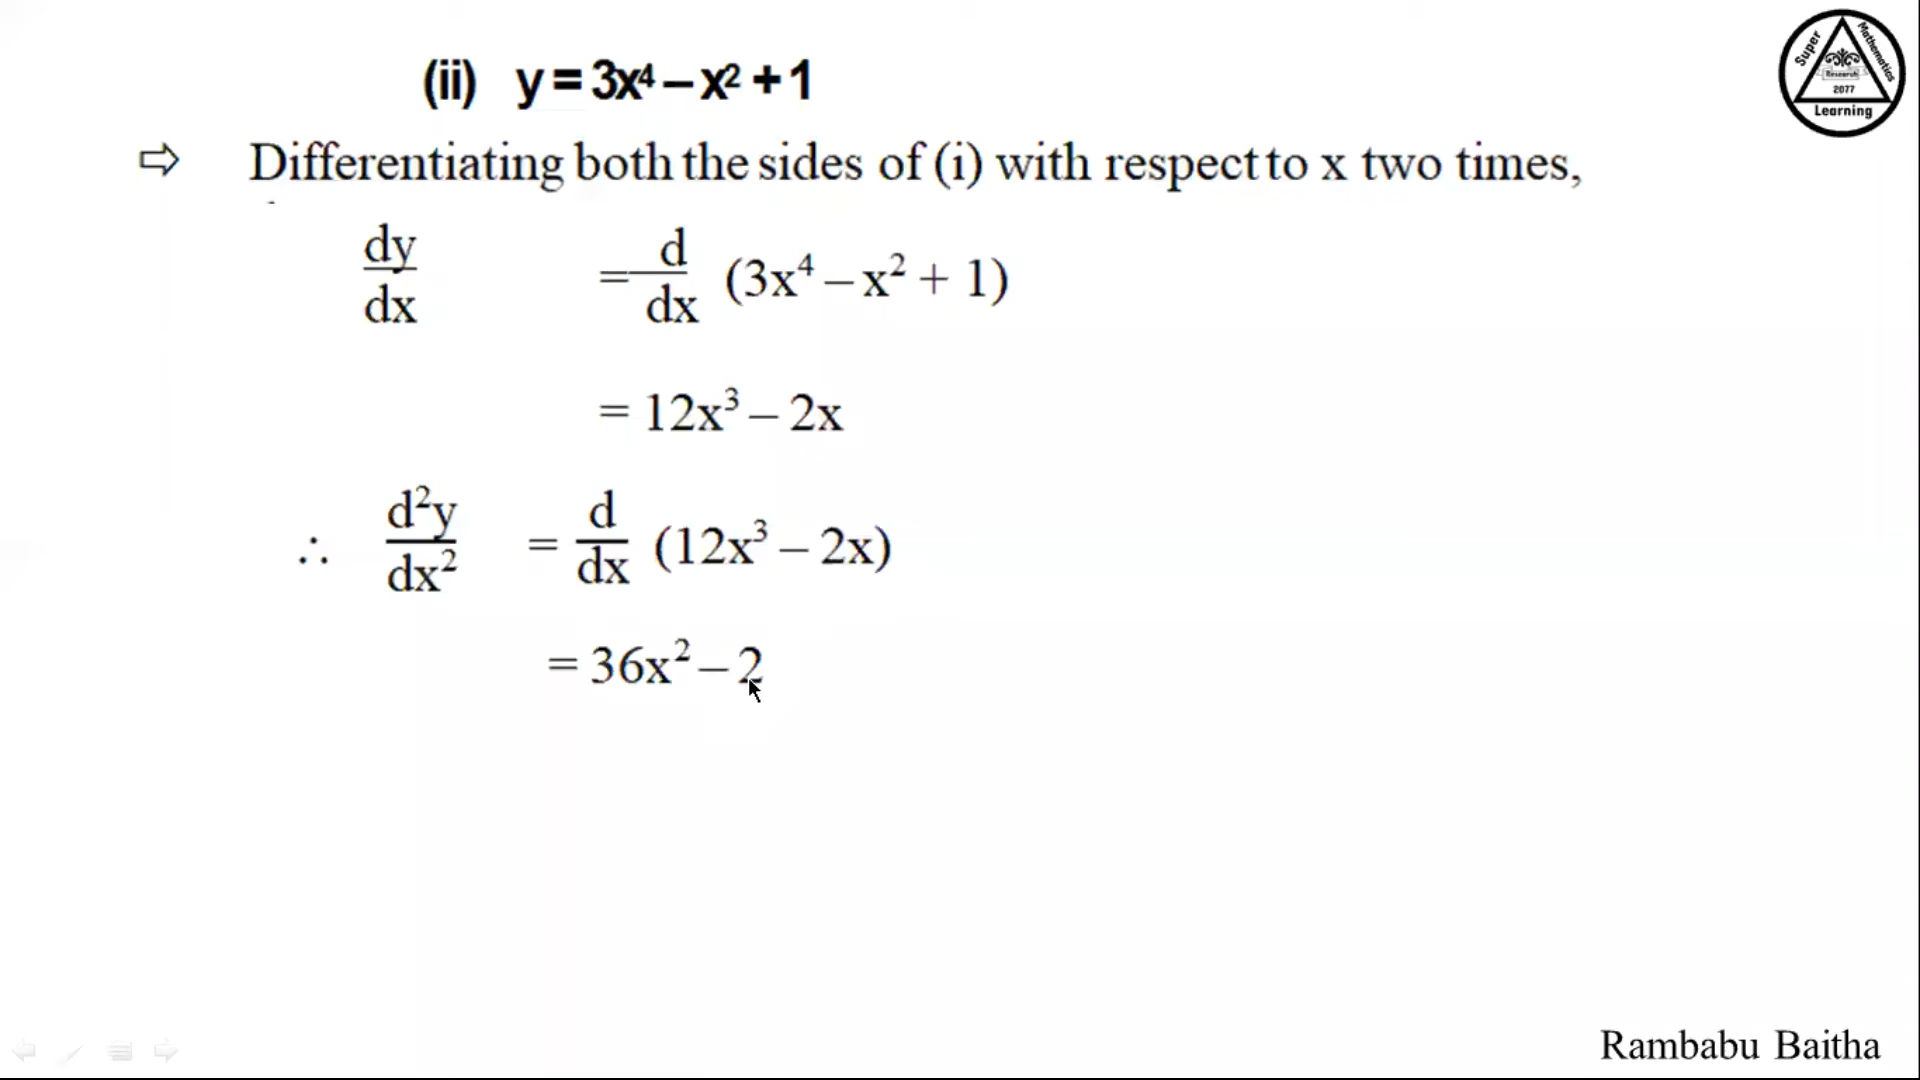 (ii) y = 3x⁴ – x² + 1
Super Mathematics
Research
2077
Learning
⇨ Differentiating both the sides of (i) with respect to x two times,
dy/dx = d/dx (3x⁴ – x² + 1)
= 12x³ – 2x
∴ d²y/dx² = d/dx (12x³ – 2x)
= 36x² – 2
Rambabu Baitha